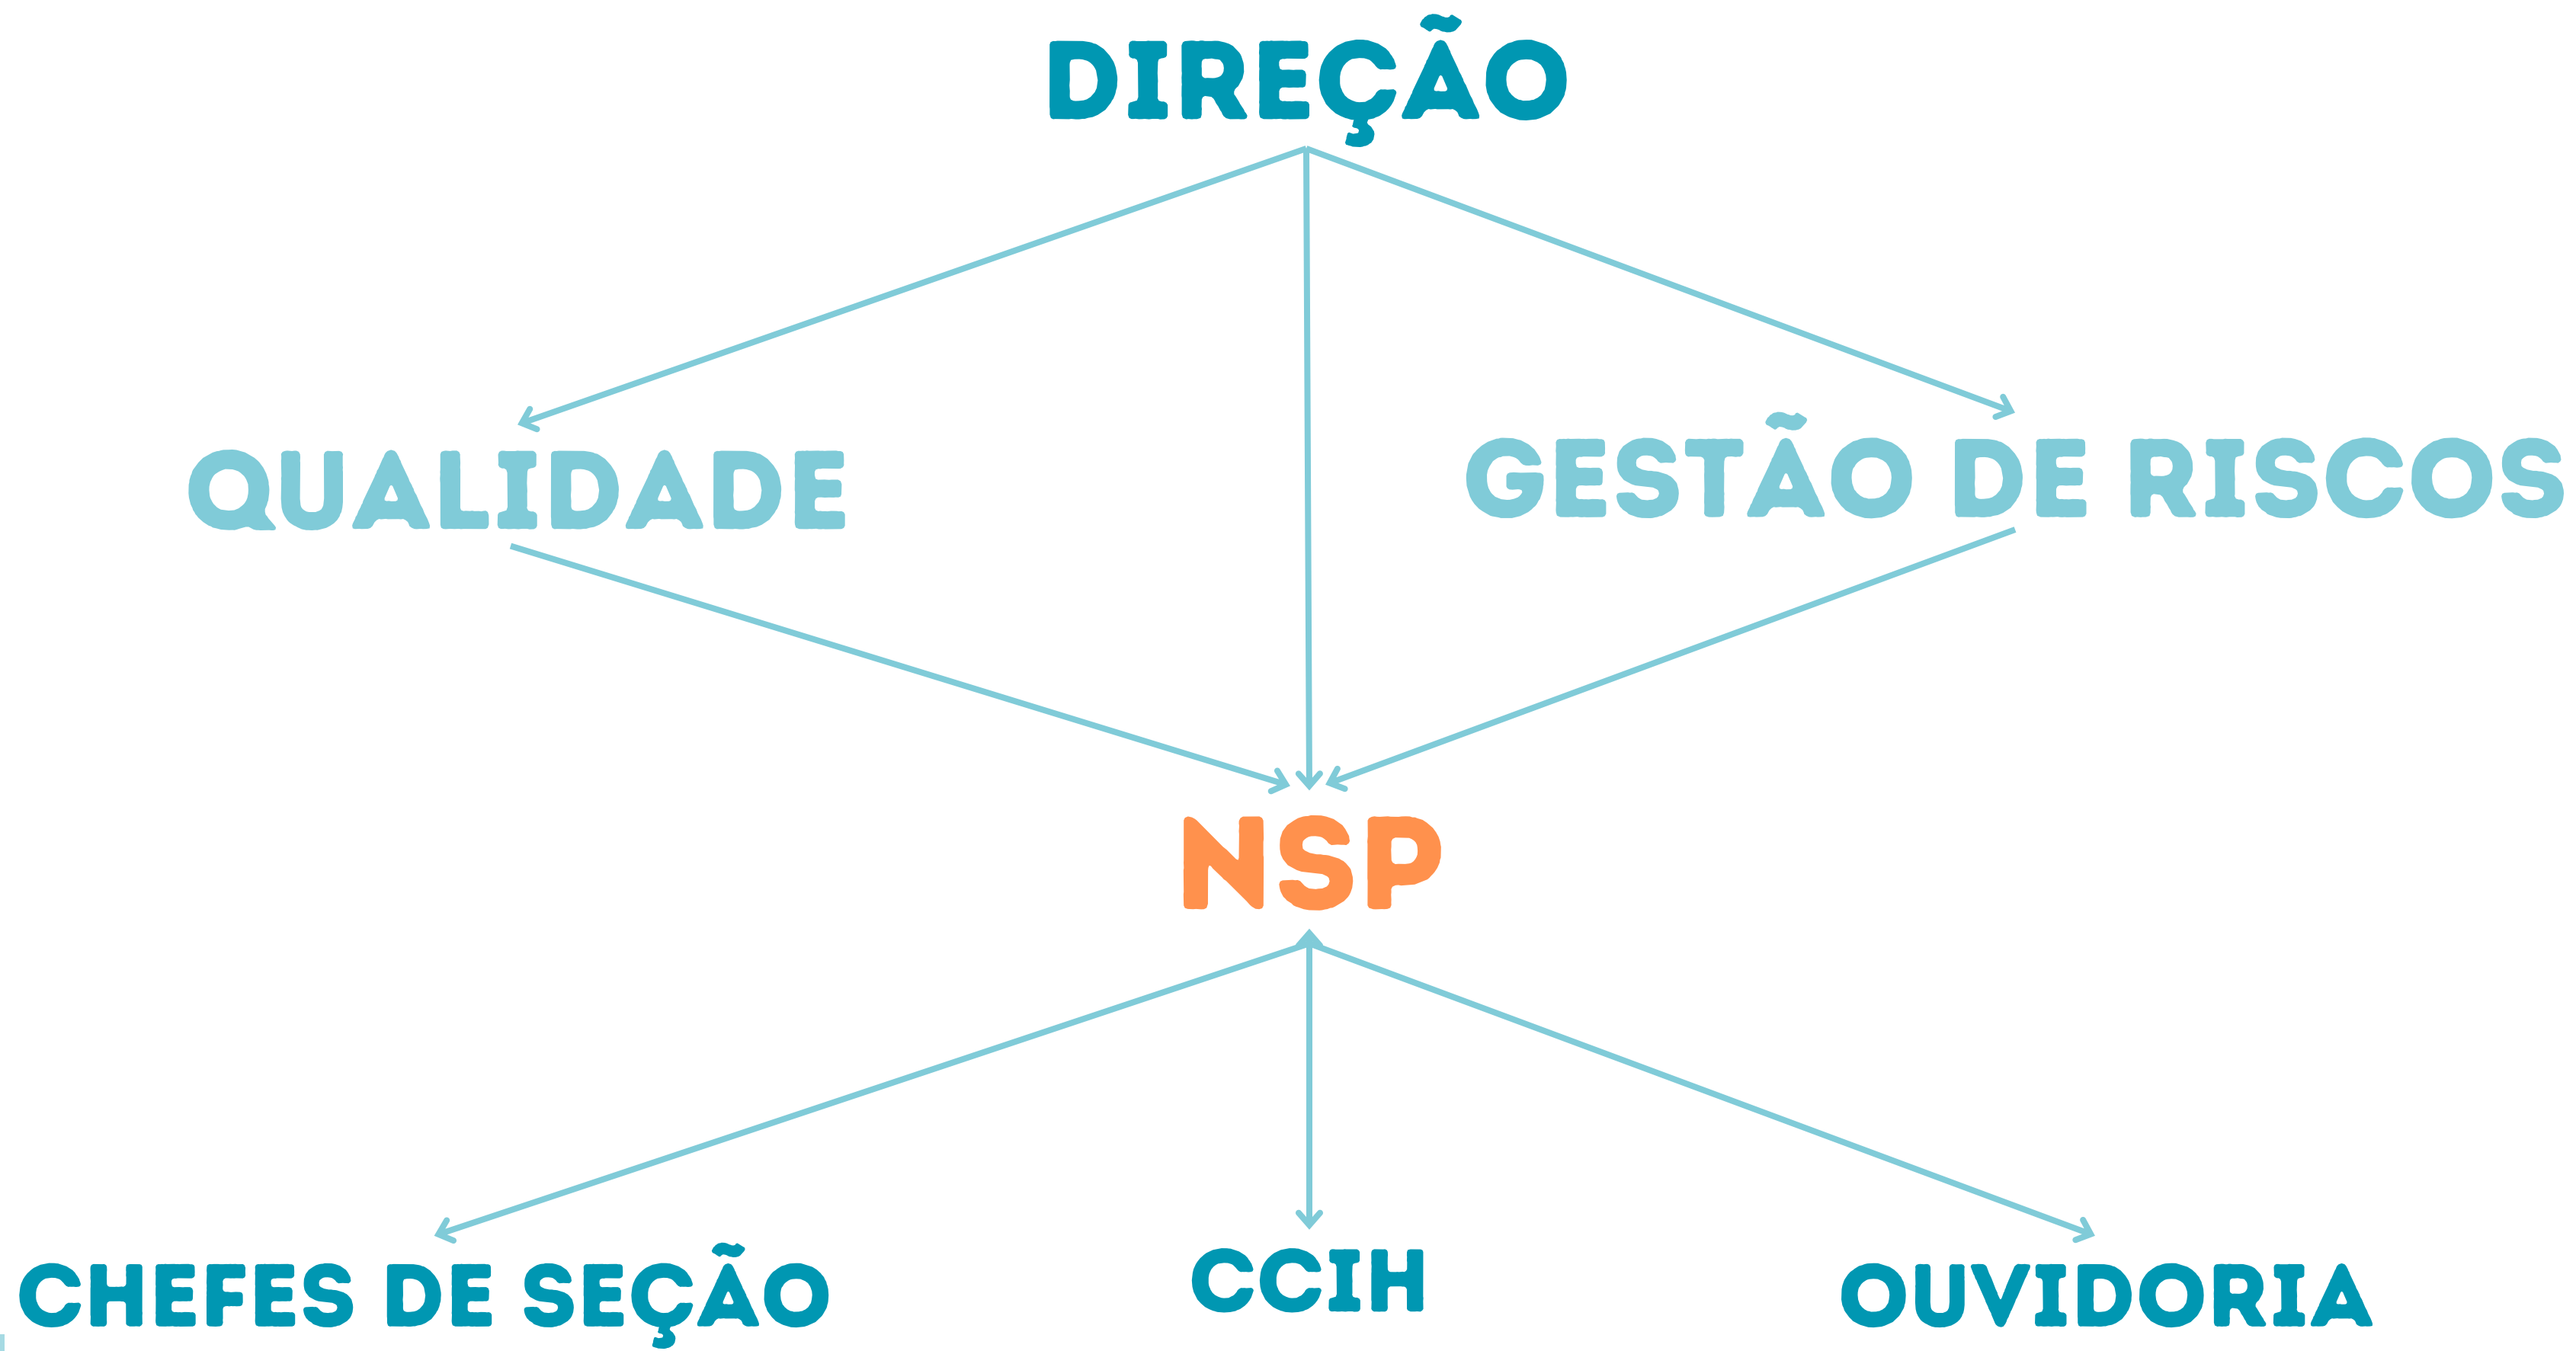 DIREÇÃO
QUALIDADE
GESTÃO DE RISCOS
NSP
CHEFES DE SEÇÃO
CCIH
OUVIDORIA